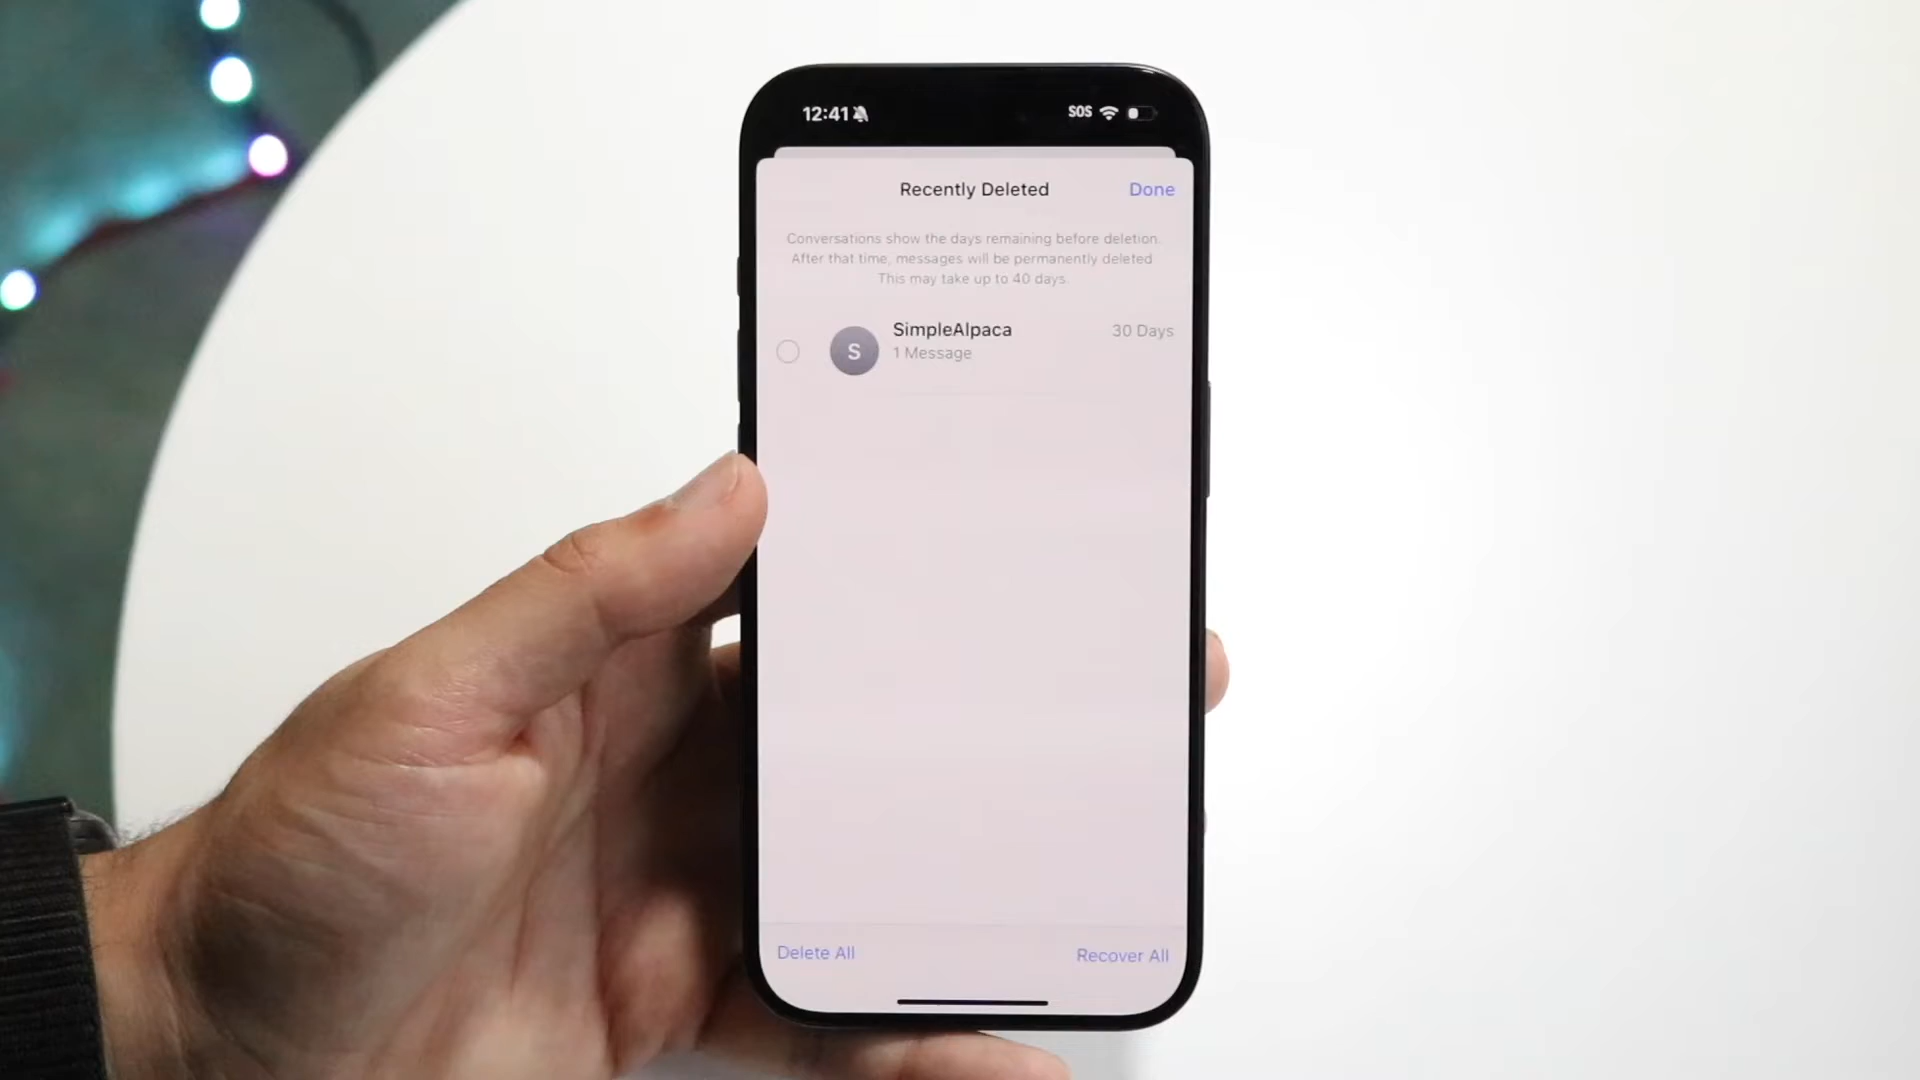 12:41
SOS
Recently Deleted
Done
Conversations show the days remaining before deletion.
After that time, messages will be permanently deleted
This may take up to 40 days.
SimpleAlpaca
30 Days
S
1 Message
Delete All
Recover All